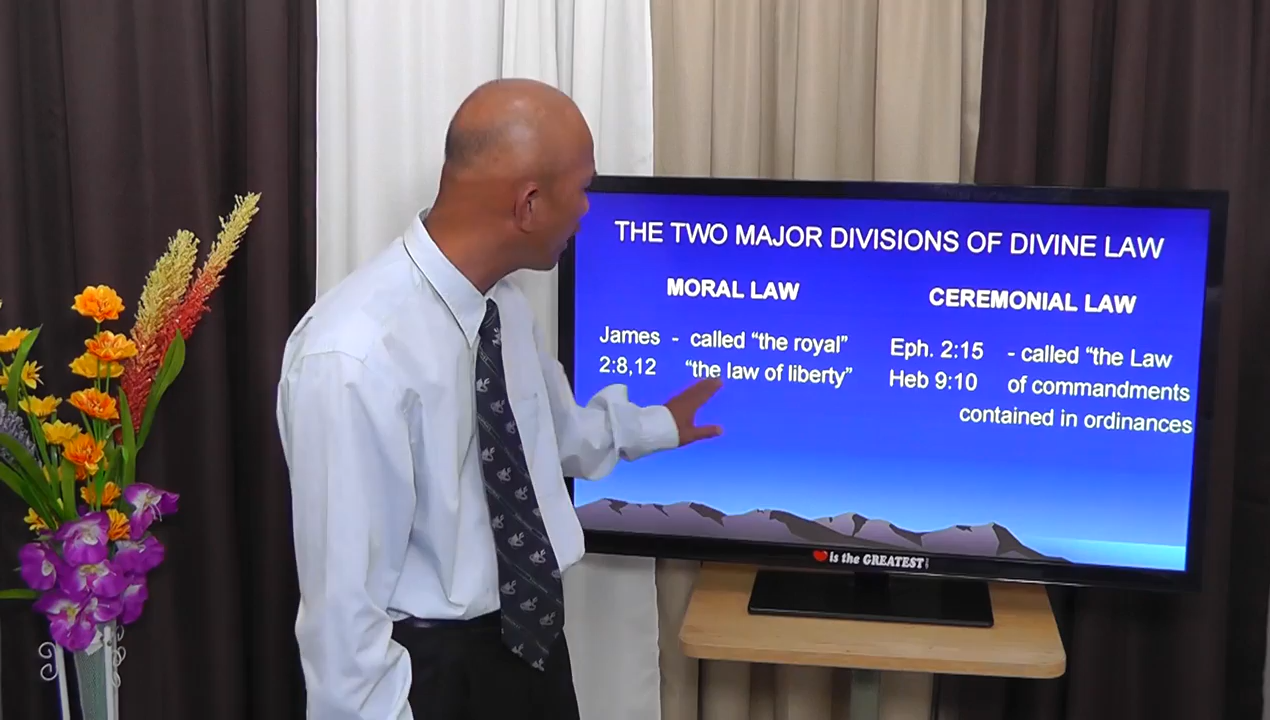 THE TWO MAJOR DIVISIONS OF DIVINE LAW
MORAL LAW
James - called “the royal”
2:8,12 “the law of liberty”
CEREMONIAL LAW
Eph. 2:15 - called “the Law
Heb 9:10 of commandments
contained in ordinances
is the GREATEST